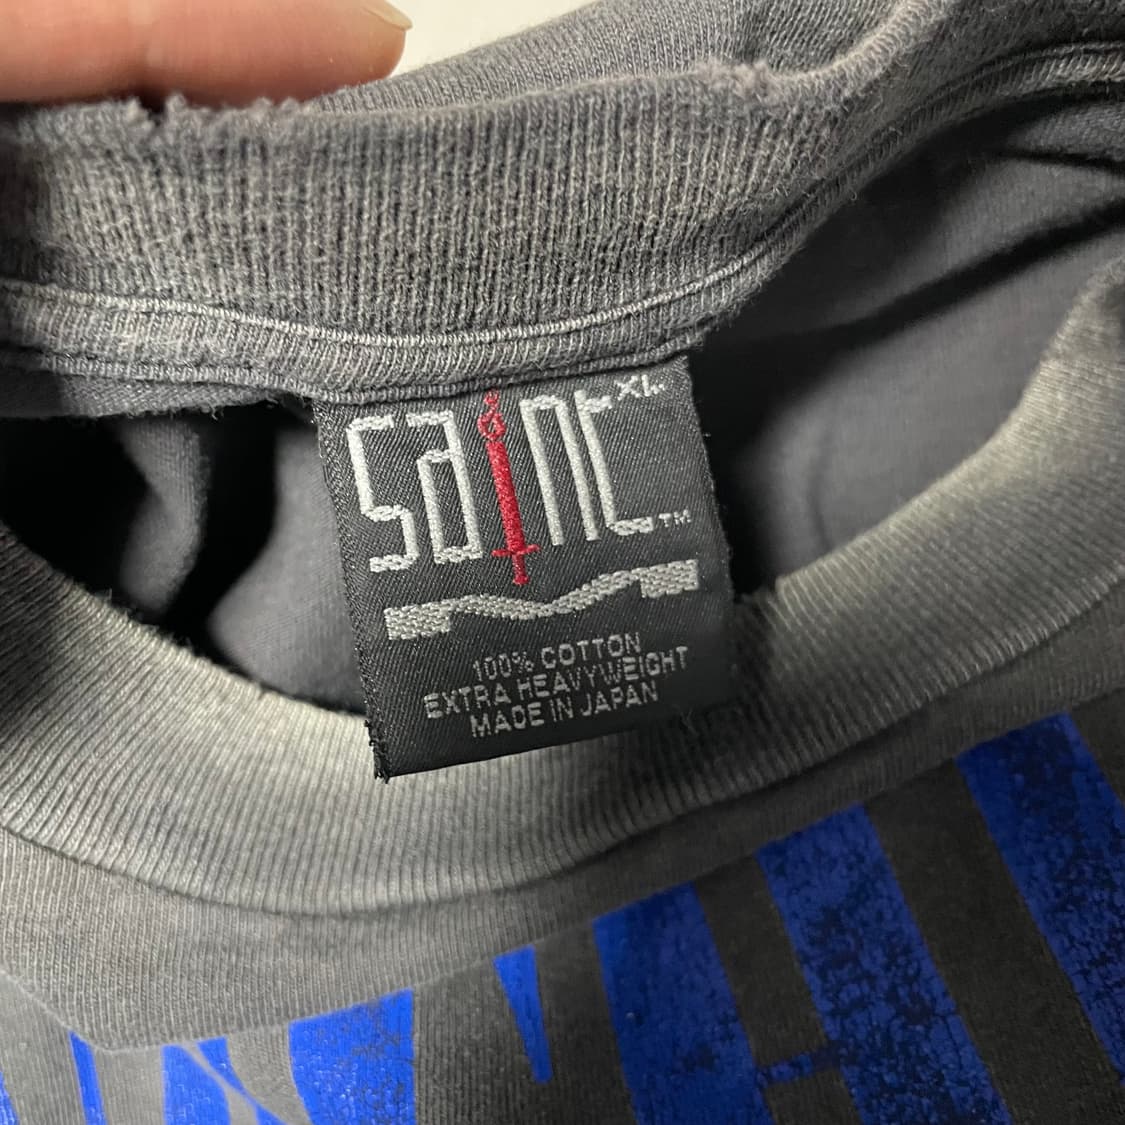 saint XL
TM
100% COTTON
EXTRA HEAVYWEIGHT
MADE IN JAPAN